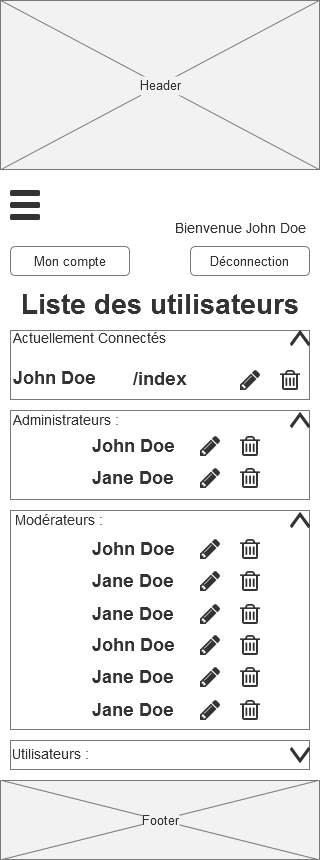 Header
Bienvenue John Doe
Mon compte Déconnection
Liste des utilisateurs
Actuellement Connectés
John Doe /index
Administrateurs :
John Doe
Jane Doe
Modérateurs :
John Doe
Jane Doe
Jane Doe
John Doe
Jane Doe
Jane Doe
Utilisateurs :
Footer